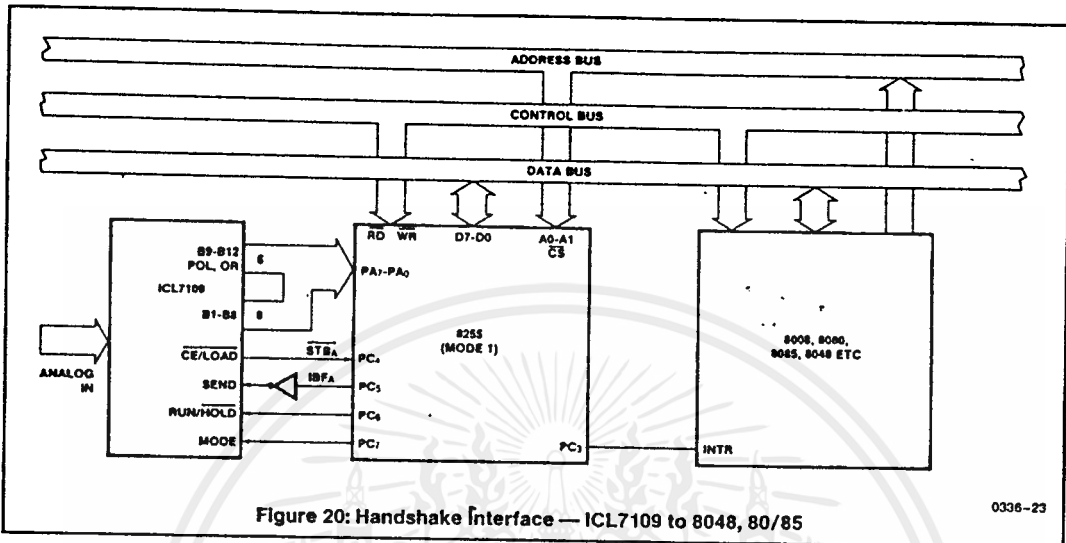 ADDRESS BUS
CONTROL BUS
DATA BUS
B9-B12
POL, OR
6
ICL7109
B1-B8
8
CE/LOAD
SEND
RUN/HOLD
MODE
ANALOG
IN
STBA
IBFA
RD WR
D7-D0
A0-A1
CS
PA7-PA0
8255
(MODE 1)
PC4
PC5
PC6
PC7
PC3
INTR
8008, 8080,
8085, 8048 ETC
Figure 20: Handshake Interface — ICL7109 to 8048, 80/85
0336-23